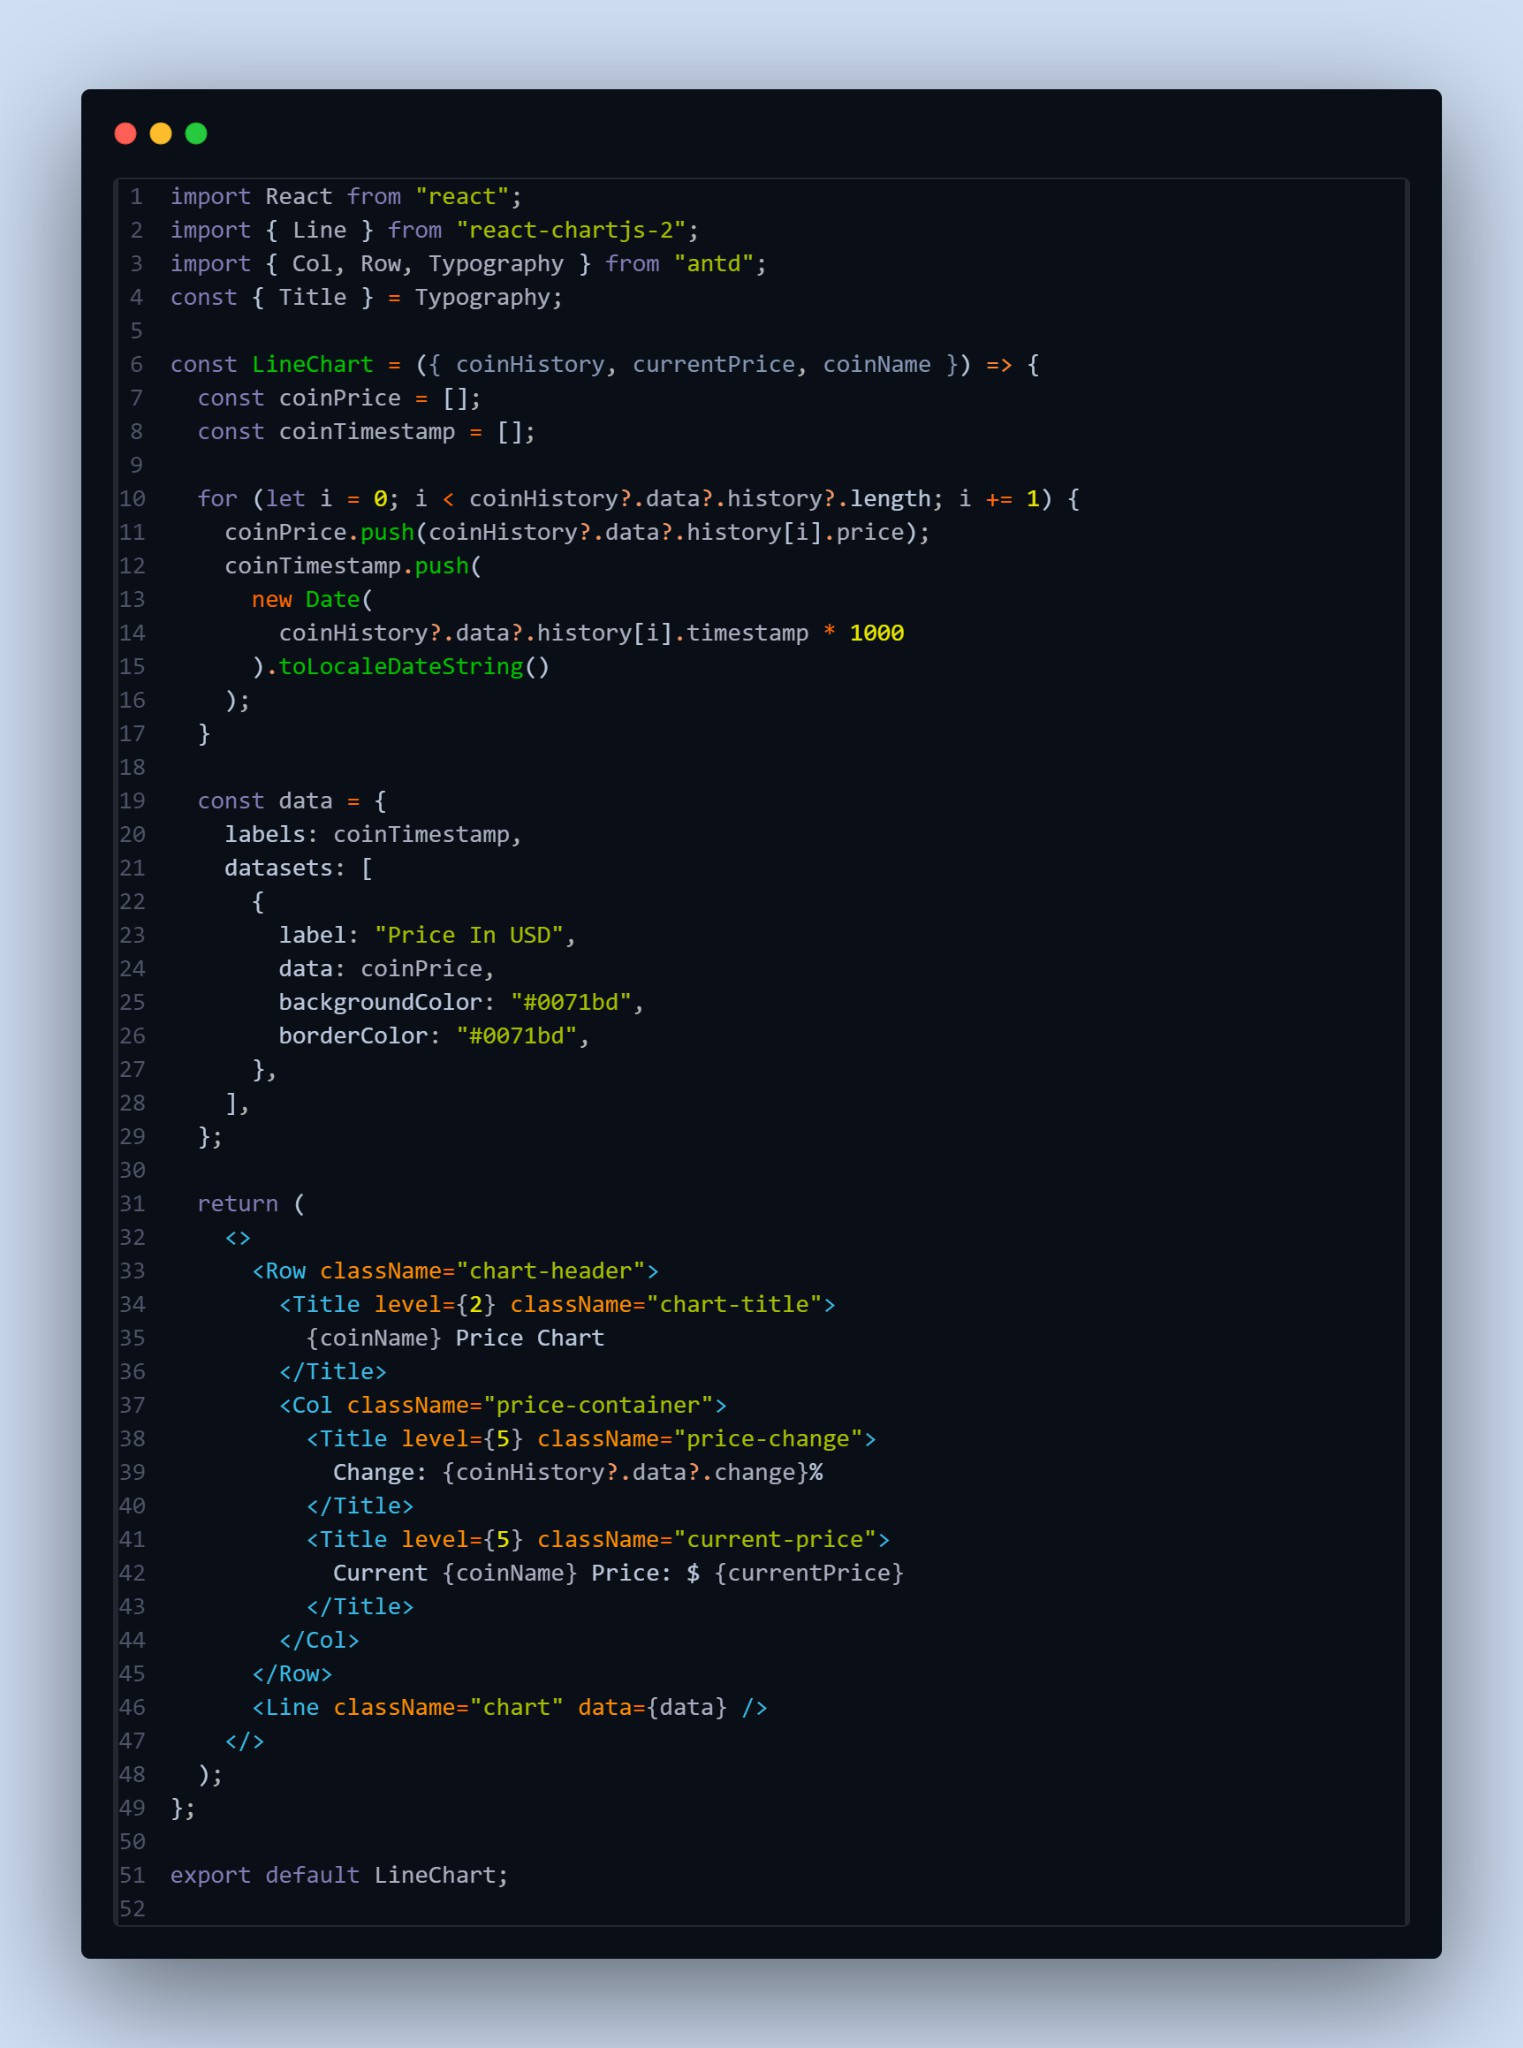 1 import React from "react";
2 import { Line } from "react-chartjs-2";
3 import { Col, Row, Typography } from "antd";
4 const { Title } = Typography;
5
6 const LineChart = ({ coinHistory, currentPrice, coinName }) => {
7   const coinPrice = [];
8   const coinTimestamp = [];
9
10   for (let i = 0; i < coinHistory?.data?.history?.length; i += 1) {
11     coinPrice.push(coinHistory?.data?.history[i].price);
12     coinTimestamp.push(
13       new Date(
14         coinHistory?.data?.history[i].timestamp * 1000
15       ).toLocaleDateString()
16     );
17   }
18
19   const data = {
20     labels: coinTimestamp,
21     datasets: [
22       {
23         label: "Price In USD",
24         data: coinPrice,
25         backgroundColor: "#0071bd",
26         borderColor: "#0071bd",
27       },
28     ],
29   };
30
31   return (
32     <>
33       <Row className="chart-header">
34         <Title level={2} className="chart-title">
35           {coinName} Price Chart
36         </Title>
37         <Col className="price-container">
38           <Title level={5} className="price-change">
39             Change: {coinHistory?.data?.change}%
40           </Title>
41           <Title level={5} className="current-price">
42             Current {coinName} Price: $ {currentPrice}
43           </Title>
44         </Col>
45       </Row>
46       <Line className="chart" data={data} />
47     </>
48   );
49 };
50
51 export default LineChart;
52